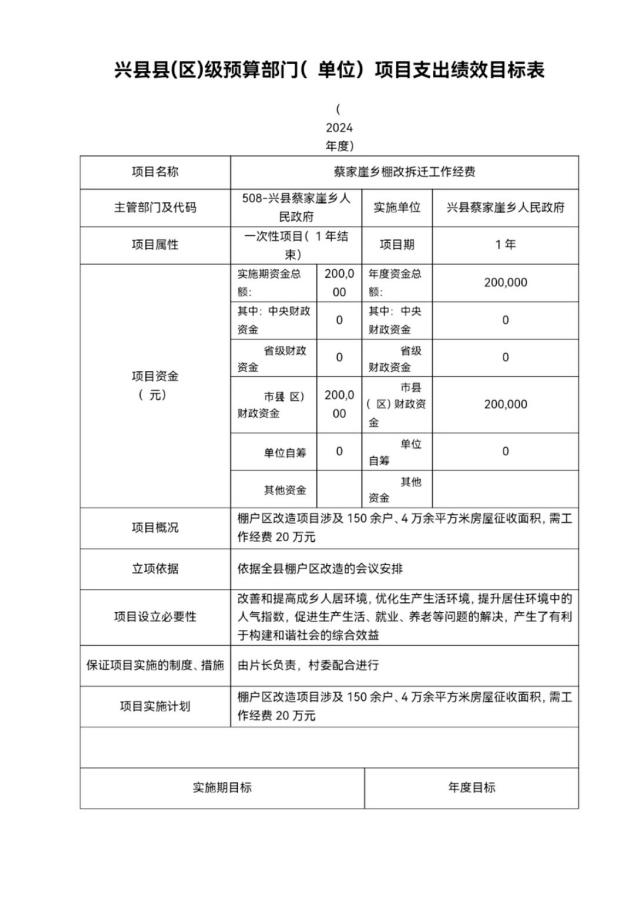 兴县县(区)级预算部门( 单位) 项目支出绩效目标表
(
2024
年度)
项目名称
蔡家崖乡棚改拆迁工作经费
主管部门及代码
508-兴县蔡家崖乡人
民政府
实施单位
兴县蔡家崖乡人民政府
项目属性
一次性项目( 1年结
束)
项目期
1年
项目资金
( 元)
实施期资金总
额:
200,0
00
年度资金总
额:
200,000
其中: 中央财政
资金
0
其中: 中央
财政资金
0
省级财政
资金
0
省级
财政资金
0
市县 区)
财政资金
200,0
00
市县
( 区) 财政资
金
200,000
单位自筹
0
单位
自筹
0
其他资金
其他
资金
项目概况
棚户区改造项目涉及 150 余户、4 万余平方米房屋征收面积, 需工
作经费 20 万元
立项依据
依据全县棚户区改造的会议安排
项目设立必要性
改善和提高成乡人居环境, 优化生产生活环境, 提升居住环境中的
人气指数, 促进生产生活、就业、养老等问题的解决, 产生了有利
于构建和谐社会的综合效益
保证项目实施的制度、措施
由片长负责, 村委配合进行
项目实施计划
棚户区改造项目涉及 150 余户、4 万余平方米房屋征收面积, 需工
作经费 20 万元
实施期目标
年度目标